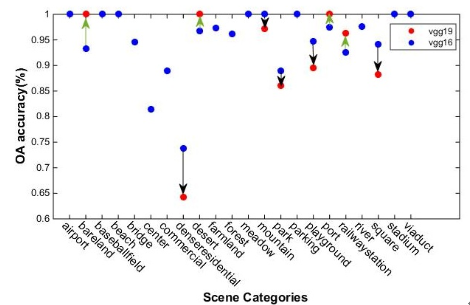 1
0.95
0.9
0.85
0.8
0.75
0.7
0.65
0.6
OA accuracy(%)
vgg19
vgg16
airport
bareland
baseballfield
beach
bridge
center
commercial
denseresidential
desert
farmland
forest
meadow
mountain
park
parking
playground
port
railwaystation
river
square
stadium
viaduct
Scene Categories